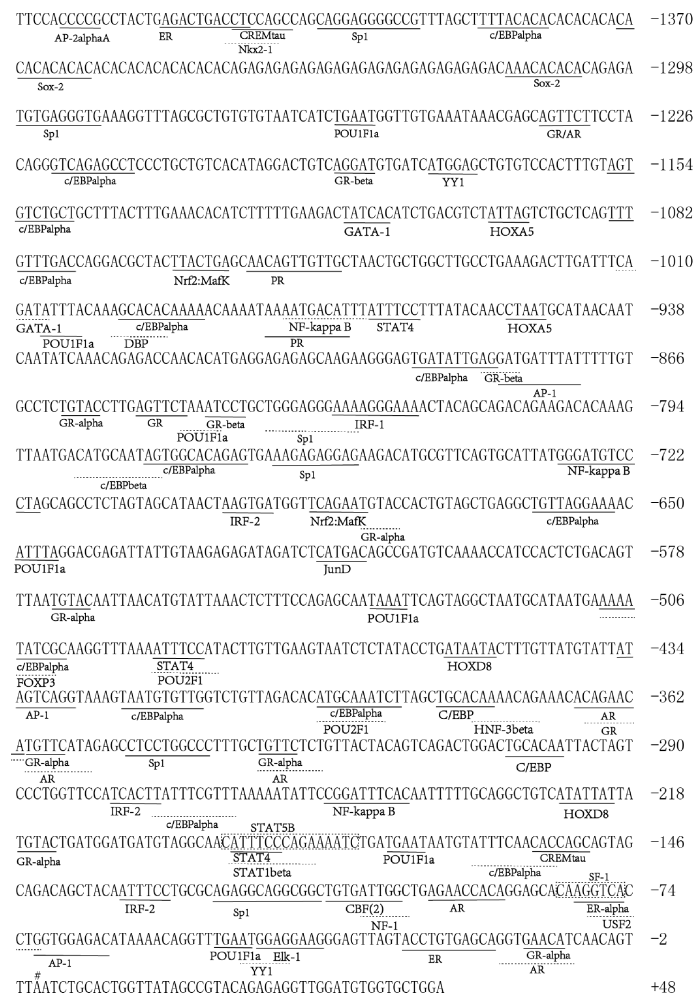 TTCCACCCCGCCTACTGAGACTGACCTCCAGCCAGCAGGAGGGGCCGTTTAGCTTTTACACACACACACACACA -1370
AP-2alphaA ER CREMtau Sp1 c/EBPalpha
Nkx2-1
CACACACACACACACACACACACACAGAGAGAGAGAGAGAGAGAGAGAGAGAGAGACAAACACACACAGAGA -1298
Sox-2 Sox-2
TGTGAGGGTGAAAGGTTTAGCGCTGTGTGTAATCATCTGAATGGTTGTGAAATAAACGAGCAGTTCTTCCTA -1226
Sp1 POU1F1a GR/AR
CAGGGTCAGAGCCTCCCTGCTGTCACATAGGACTGTCAGGATGTGATCATGGAGCTGTGTCCACTTTGTAGT -1154
c/EBPalpha GR-beta YY1
GTCTGCTGCTTTACTTTGAAACACATCTTTTTGAAGACTATCACATCTGACGTCTATTAGTCTGCTCAGTTT -1082
c/EBPalpha GATA-1 HOXA5
GTTTGACCAGGACGCTACTTACTGAGCAACAGTTGTTGCTAACTGCTGGCTTGCCTGAAAGACTTGATTTCA -1010
c/EBPalpha Nrf2:MafK PR
GATATTTACAAAGCACACAAAAACAAAATAAAATGACATTTATTTCCTTTATACAACCTAATGCATAACAAT -938
GATA-1 c/EBPalpha NF-kappa B STAT4 HOXA5
POU1F1a DBP PR
CAATATCAAACAGAGACCAACACATGAGGAGAGAGCAAGAAGGGAGTGATATTGAGGATGATTTATTTTTGT -866
c/EBPalpha GR-beta
AP-1
GCCTCTGTACCTTGAGTTCTAAATCCTGCTGGGAGGGAAAAGGGAAAACTACAGCAGACAGAAGACACAAAG -794
GR-alpha GR GR-beta IRF-1
POU1F1a Sp1
TTAATGACATGCAATAGTGGCACAGAGTGAAAGAGAGGAGAAGACATGCGTTCAGTGCATTATGGGATGTCC -722
c/EBPalpha Sp1 NF-kappa B
c/EBPbeta
CTAGCAGCCTCTAGTAGCATAACTAAGTGATGGTTCAGAATGTACCACTGTAGCTGAGGCTGTTAGGAAAAC -650
IRF-2 Nrf2:MafK c/EBPalpha
GR-alpha
ATTTAGGACGAGATTATTGTAAGAGAGATAGATCTCATGACAGCCGATGTCAAAACCATCCACTCTGACAGT -578
POU1F1a JunD
TTAATGTACAATTAACATGTATTAAACTCTTTCCAGAGCAATAAATTCAGTAGGCTAATGCATAATGAAAAA -506
GR-alpha POU1F1a
TATCGCAAGGTTTAAAATTTCCATACTTGTTGAAGTAATCTCTATACCTGATAATACTTTGTTATGTATTAT -434
c/EBPalpha STAT4 HOXD8
FOXP3 POU2F1
AGTCAGGTAAAGTAATGTGTTGGTCTGTTAGACACATGCAAATCTTAGCTGCACAAAACAGAAACACAGAAC -362
AP-1 c/EBPalpha c/EBPalpha C/EBP AR
POU2F1 HNF-3beta GR
ATGTTCATAGAGCCTCCTGGCCCTTTGCTGTTCTCTGTTACTACAGTCAGACTGGACTGCACAATTACTAGT -290
GR-alpha Sp1 GR-alpha C/EBP
AR AR
CCCTGGTTCCATCACTTATTTCGTTTAAAAATATTCCGGATTTCACAATTTTTGCAGGCTGTCATATTATTA -218
IRF-2 NF-kappa B HOXD8
c/EBPalpha
STAT5B
TGTACTGATGGATGATGTAGGCAACATTTCCCAGAAAATCTGATGAATAATGTATTTCAACACCAGCAGTAG -146
GR-alpha STAT4 POU1F1a CREMtau
STAT1beta c/EBPalpha
SF-1
CAGACAGCTACAATTTCCTGCGCAGAGGCAGGCGGCTGTGATTGGCTGAGAACCACAGGAGCACAAGGTCAC -74
IRF-2 Sp1 CBF(2) AR ER-alpha
NF-1 USF2
CTGGTGGAGACATAAAACAGGTTTGAATGGAGGAAGGGAGTTAGTACCTGTGAGCAGGTGAACATCAACAGT -2
AP-1 POU1F1a Elk-1 ER GR-alpha
YY1 AR
#
TTAATCTGCACTGGTTATAGCCGTACAGAGAGGTTGGATGTGGTGCTGGA +48